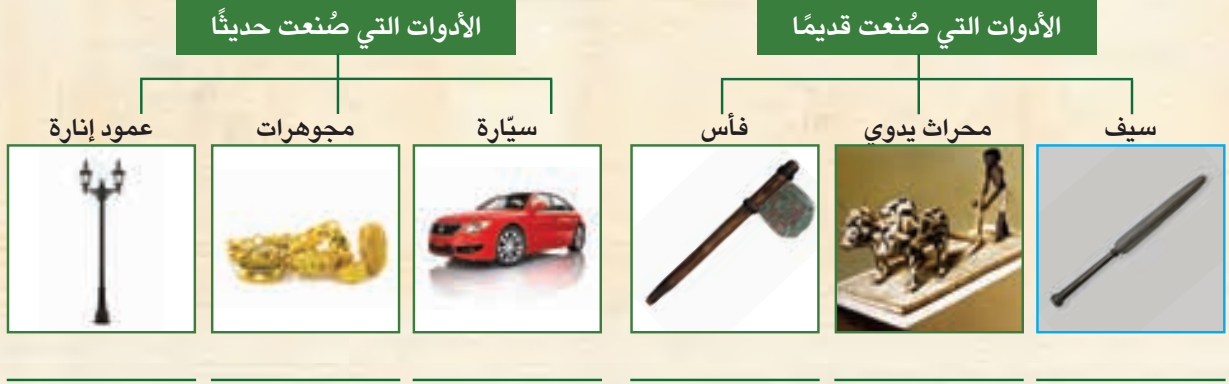 الأدوات التي صُنعت قديمًا
سيف
محراث يدوي
فأس
الأدوات التي صُنعت حديثًا
سيّارة
مجوهرات
عمود إنارة